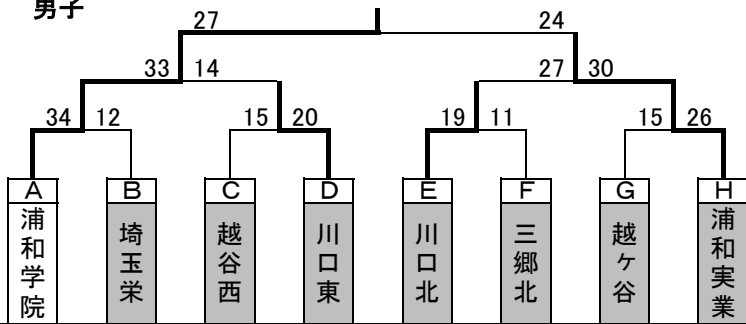 男子
27 24
33 14 27 30
34 12 15 20 19 11 15 26
A B C D E F G H
浦和学院
埼玉栄
越谷西
川口東
川口北
三郷北
越ヶ谷
浦和実業